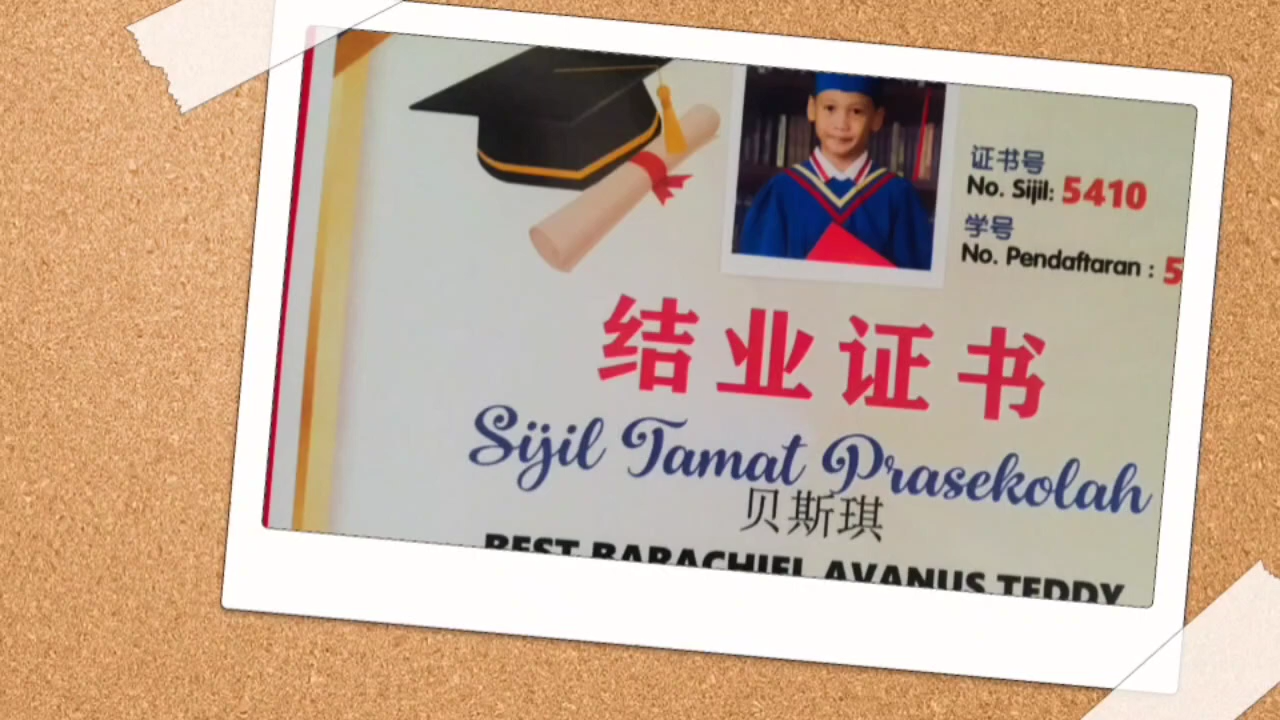 证书号
No. Sijil: 5410
学号
No. Pendaftaran : 5
结业证书
Sijil Tamat Prasekolah
贝斯琪
BEST BARACHIEL AVANUS TEDDY